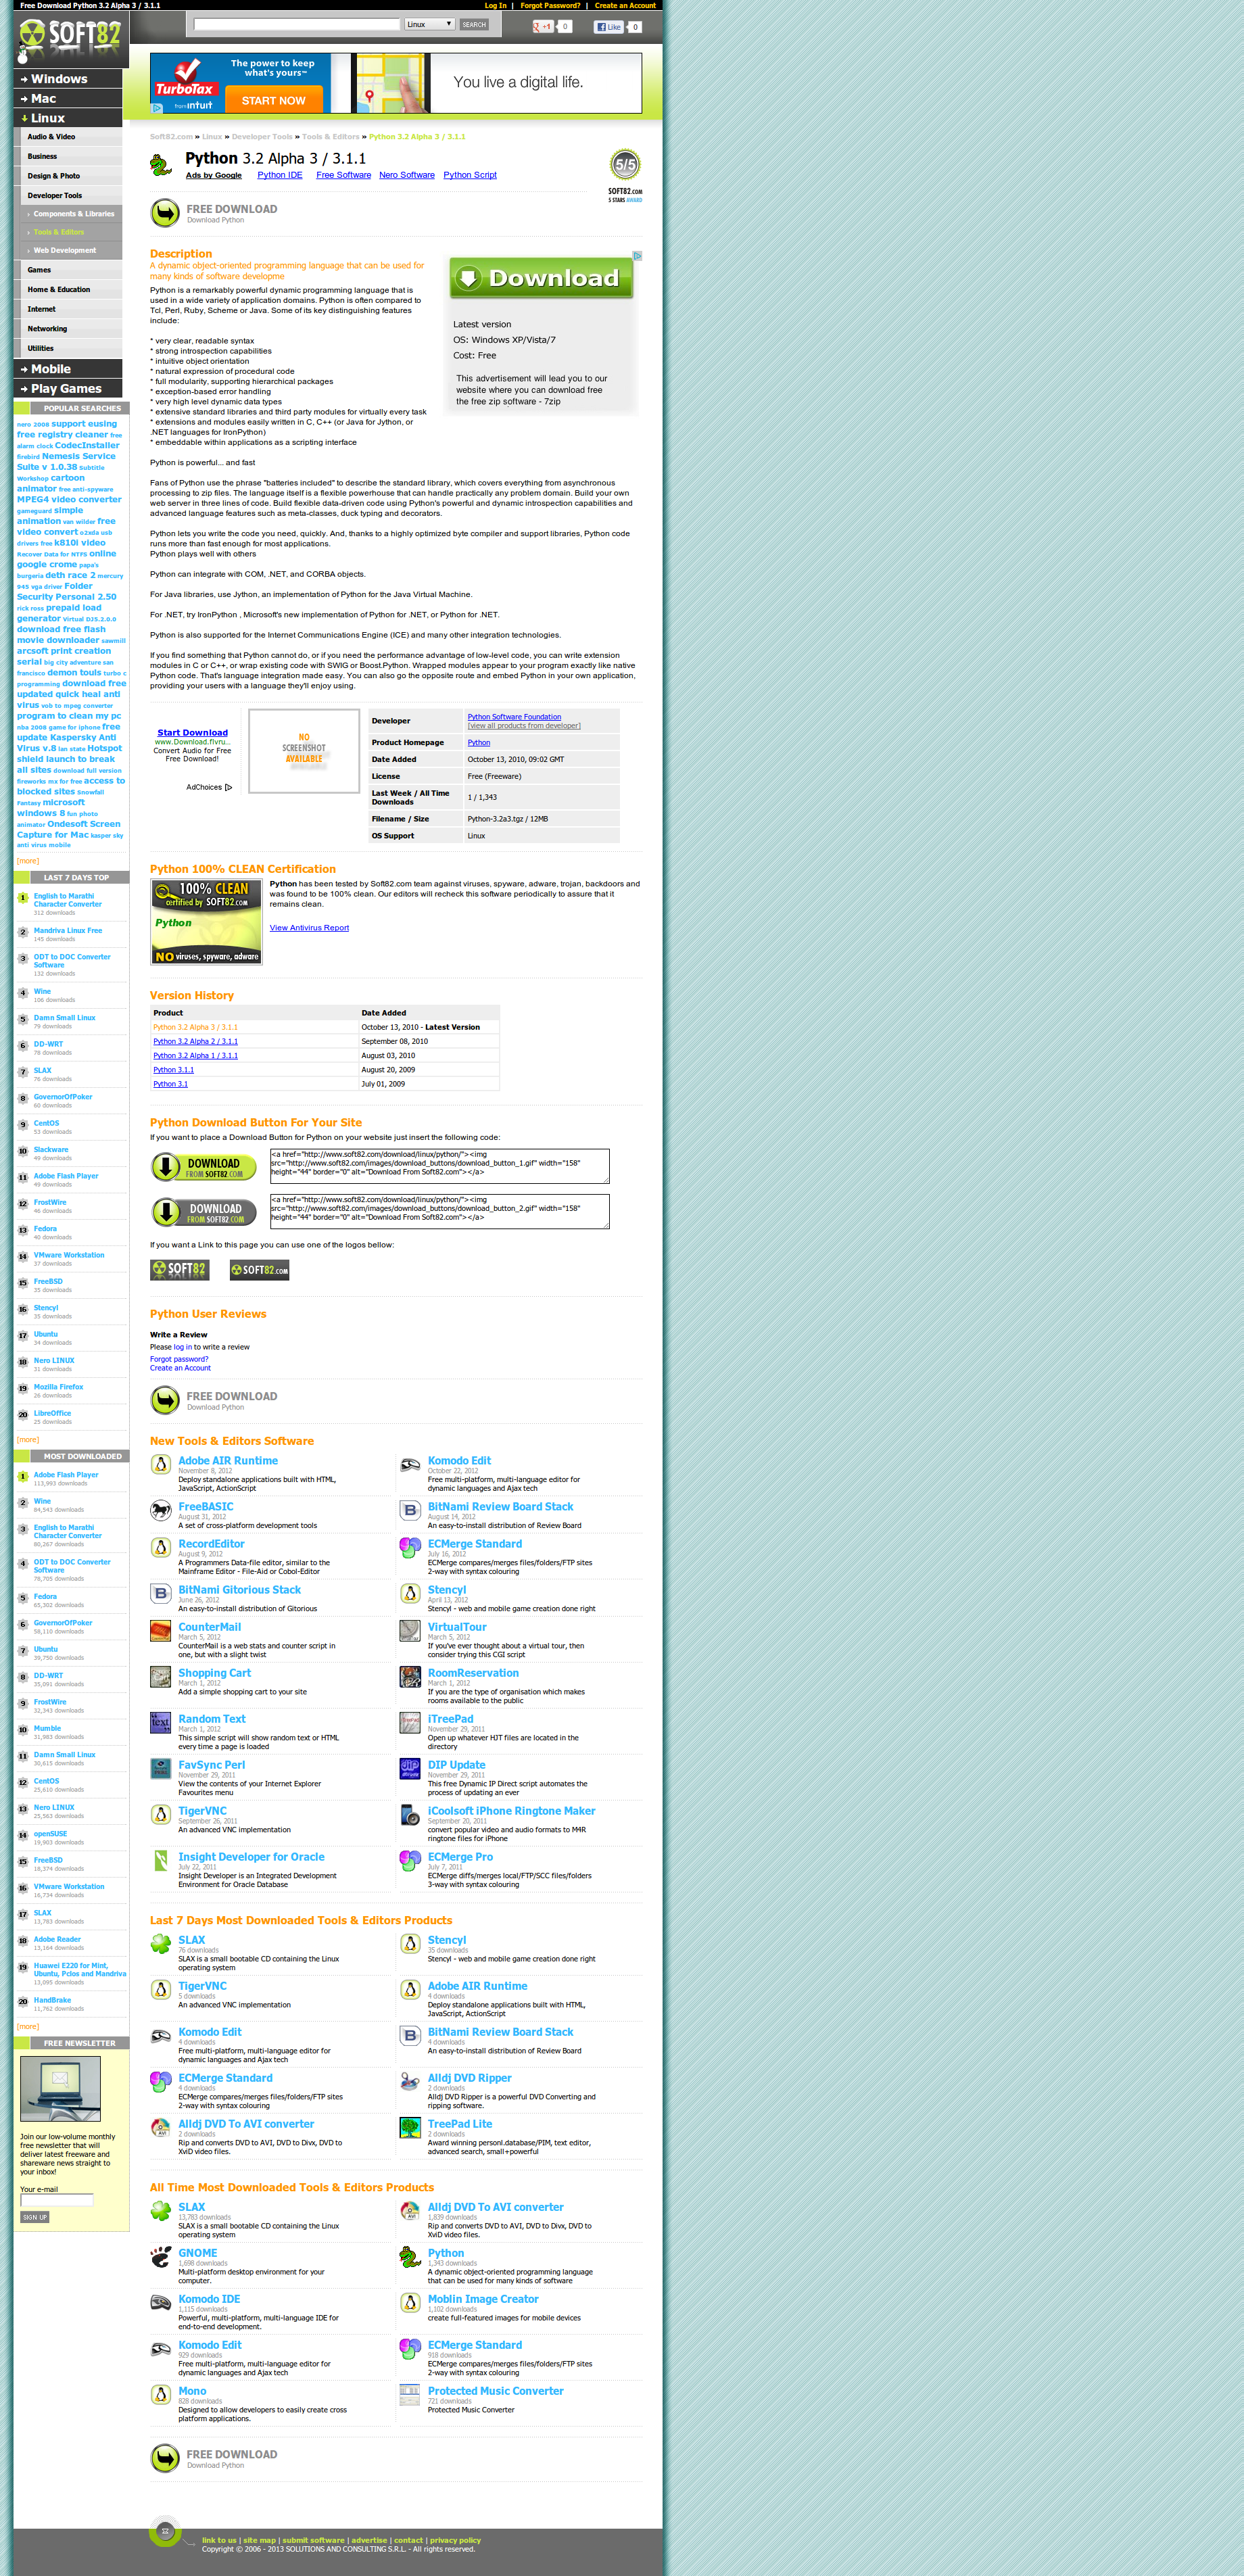 Free Download Python 3.2 Alpha 3 / 3.1.1
Log In | Forgot Password? | Create an Account
SOFT82
Linux
SEARCH
+1 0
Like 0
Windows
Mac
Linux
Audio & Video
Business
Design & Photo
Developer Tools
Components & Libraries
Tools & Editors
Web Development
Games
Home & Education
Internet
Networking
Utilities
Mobile
Play Games
TurboTax
from intuit
The power to keep
what's yours™
START NOW
You live a digital life.
Soft82.com » Linux » Developer Tools » Tools & Editors » Python 3.2 Alpha 3 / 3.1.1
Python 3.2 Alpha 3 / 3.1.1
Ads by Google Python IDE Free Software Nero Software Python Script
5/5
SOFT82.COM
5 STARS AWARD
FREE DOWNLOAD
Download Python
Description
A dynamic object-oriented programming language that can be used for
many kinds of software developme
Python is a remarkably powerful dynamic programming language that is
used in a wide variety of application domains. Python is often compared to
Tcl, Perl, Ruby, Scheme or Java. Some of its key distinguishing features
include:
* very clear, readable syntax
* strong introspection capabilities
* intuitive object orientation
* natural expression of procedural code
* full modularity, supporting hierarchical packages
* exception-based error handling
* very high level dynamic data types
* extensive standard libraries and third party modules for virtually every task
* extensions and modules easily written in C, C++ (or Java for Jython, or
.NET languages for IronPython)
* embeddable within applications as a scripting interface
Download
Latest version
OS: Windows XP/Vista/7
Cost: Free
This advertisement will lead you to our
website where you can download free
the free zip software - 7zip
Python is powerful... and fast
Fans of Python use the phrase "batteries included" to describe the standard library, which covers everything from asynchronous
processing to zip files. The language itself is a flexible powerhouse that can handle practically any problem domain. Build your own
web server in three lines of code. Build flexible data-driven code using Python's powerful and dynamic introspection capabilities and
advanced language features such as meta-classes, duck typing and decorators.
Python lets you write the code you need, quickly. And, thanks to a highly optimized byte compiler and support libraries, Python code
runs more than fast enough for most applications.
Python plays well with others
Python can integrate with COM, .NET, and CORBA objects.
For Java libraries, use Jython, an implementation of Python for the Java Virtual Machine.
For .NET, try IronPython , Microsoft's new implementation of Python for .NET, or Python for .NET.
Python is also supported for the Internet Communications Engine (ICE) and many other integration technologies.
If you find something that Python cannot do, or if you need the performance advantage of low-level code, you can write extension
modules in C or C++, or wrap existing code with SWIG or Boost.Python. Wrapped modules appear to your program exactly like native
Python code. That's language integration made easy. You can also go the opposite route and embed Python in your own application,
providing your users with a language they'll enjoy using.
Start Download
www.Download.flvru...
Convert Audio for Free
Free Download!
AdChoices
NO
SCREENSHOT
AVAILABLE
Developer Python Software Foundation
[view all products from developer]
Product Homepage Python
Date Added October 13, 2010, 09:02 GMT
License Free (Freeware)
Last Week / All Time
Downloads 1 / 1,343
Filename / Size Python-3.2a3.tgz / 12MB
OS Support Linux
Python 100% CLEAN Certification
100% CLEAN
certified by SOFT82.COM
Python
NO viruses, spyware, adware
Python has been tested by Soft82.com team against viruses, spyware, adware, trojan, backdoors and
was found to be 100% clean. Our editors will recheck this software periodically to assure that it
remains clean.
View Antivirus Report
Version History
Product Date Added
Python 3.2 Alpha 3 / 3.1.1 October 13, 2010 - Latest Version
Python 3.2 Alpha 2 / 3.1.1 September 08, 2010
Python 3.2 Alpha 1 / 3.1.1 August 03, 2010
Python 3.1.1 August 20, 2009
Python 3.1 July 01, 2009
Python Download Button For Your Site
If you want to place a Download Button for Python on your website just insert the following code:
DOWNLOAD
FROM SOFT82.COM
<a href="http://www.soft82.com/download/linux/python/"><img
src="http://www.soft82.com/images/download_buttons/download_button_1.gif" width="158"
height="44" border="0" alt="Download From Soft82.com"></a>
DOWNLOAD
FROM SOFT82.COM
<a href="http://www.soft82.com/download/linux/python/"><img
src="http://www.soft82.com/images/download_buttons/download_button_2.gif" width="158"
height="44" border="0" alt="Download From Soft82.com"></a>
If you want a Link to this page you can use one of the logos bellow:
SOFT82 SOFT82.COM
Python User Reviews
Write a Review
Please log in to write a review
Forgot password?
Create an Account
FREE DOWNLOAD
Download Python
New Tools & Editors Software
Adobe AIR Runtime
November 8, 2012
Deploy standalone applications built with HTML,
JavaScript, ActionScript
Komodo Edit
October 22, 2012
Free multi-platform, multi-language editor for
dynamic languages and Ajax tech
FreeBASIC
August 31, 2012
A set of cross-platform development tools
BitNami Review Board Stack
August 14, 2012
An easy-to-install distribution of Review Board
RecordEditor
August 9, 2012
A Programmers Data-file editor, similar to the
Mainframe Editor - File-Aid or Cobol-Editor
ECMerge Standard
July 16, 2012
ECMerge compares/merges files/folders/FTP sites
2-way with syntax colouring
BitNami Gitorious Stack
June 26, 2012
An easy-to-install distribution of Gitorious
Stencyl
April 13, 2012
Stencyl - web and mobile game creation done right
CounterMail
March 5, 2012
CounterMail is a web stats and counter script in
one, but with a slight twist
VirtualTour
March 5, 2012
If you've ever thought about a virtual tour, then
consider trying this CGI script
Shopping Cart
March 1, 2012
Add a simple shopping cart to your site
RoomReservation
March 1, 2012
If you are the type of organisation which makes
rooms available to the public
Random Text
March 1, 2012
This simple script will show random text or HTML
every time a page is loaded
iTreePad
November 29, 2011
Open up whatever HJT files are located in the
directory
FavSync Perl
November 29, 2011
View the contents of your Internet Explorer
Favourites menu
DIP Update
November 29, 2011
This free Dynamic IP Direct script automates the
process of updating an ever
TigerVNC
September 26, 2011
An advanced VNC implementation
iCoolsoft iPhone Ringtone Maker
September 20, 2011
convert popular video and audio formats to M4R
ringtone files for iPhone
Insight Developer for Oracle
July 22, 2011
Insight Developer is an Integrated Development
Environment for Oracle Database
ECMerge Pro
July 7, 2011
ECMerge diffs/merges local/FTP/SCC files/folders
3-way with syntax colouring
Last 7 Days Most Downloaded Tools & Editors Products
SLAX
76 downloads
SLAX is a small bootable CD containing the Linux
operating system
Stencyl
35 downloads
Stencyl - web and mobile game creation done right
TigerVNC
5 downloads
An advanced VNC implementation
Adobe AIR Runtime
4 downloads
Deploy standalone applications built with HTML,
JavaScript, ActionScript
Komodo Edit
4 downloads
Free multi-platform, multi-language editor for
dynamic languages and Ajax tech
BitNami Review Board Stack
4 downloads
An easy-to-install distribution of Review Board
ECMerge Standard
4 downloads
ECMerge compares/merges files/folders/FTP sites
2-way with syntax colouring
Alldj DVD Ripper
2 downloads
Alldj DVD Ripper is a powerful DVD Converting and
ripping software.
Alldj DVD To AVI converter
2 downloads
Rip and converts DVD to AVI, DVD to Divx, DVD to
XviD video files.
TreePad Lite
2 downloads
Award winning personl.database/PIM, text editor,
advanced search, small+powerful
All Time Most Downloaded Tools & Editors Products
SLAX
13,783 downloads
SLAX is a small bootable CD containing the Linux
operating system
Alldj DVD To AVI converter
1,839 downloads
Rip and converts DVD to AVI, DVD to Divx, DVD to
XviD video files.
GNOME
1,698 downloads
Multi-platform desktop environment for your
computer.
Python
1,343 downloads
A dynamic object-oriented programming language
that can be used for many kinds of software
Komodo IDE
1,115 downloads
Powerful, multi-platform, multi-language IDE for
end-to-end development.
Moblin Image Creator
1,102 downloads
create full-featured images for mobile devices
Komodo Edit
929 downloads
Free multi-platform, multi-language editor for
dynamic languages and Ajax tech
ECMerge Standard
918 downloads
ECMerge compares/merges files/folders/FTP sites
2-way with syntax colouring
Mono
828 downloads
Designed to allow developers to easily create cross
platform applications.
Protected Music Converter
721 downloads
Protected Music Converter
FREE DOWNLOAD
Download Python
POPULAR SEARCHES
nero 2008 support eusing
free registry cleaner free
alarm clock CodecInstaller
firebird Nemesis Service
Suite v 1.0.38 Subtitle
Workshop cartoon
animator free anti-spyware
MPEG4 video converter
gameguard simple
animation van wilder free
video convert o2xda usb
drivers free k810i video
Recover Data for NTFS online
google crome papa's
burgeria deth race 2 mercury
945 vga driver Folder
Security Personal 2.50
rick ross prepaid load
generator Virtual D25.2.0.0
download free flash
movie downloader sawmill
arcsoft print creation
serial big city adventure san
francisco demon touls turbo c
programming download free
updated quick heal anti
virus vob to mpeg converter
program to clean my pc
nba 2008 game for iphone free
update Kaspersky Anti
Virus v.8 lan state Hotspot
shield launch to break
all sites download full version
fireworks mx for free access to
blocked sites Snowfall
Fantasy microsoft
windows 8 fun photo
animator Ondesoft Screen
Capture for Mac kasper sky
anti virus mobile
[more]
LAST 7 DAYS TOP
1 English to Marathi
Character Converter
312 downloads
2 Mandriva Linux Free
145 downloads
3 ODT to DOC Converter
Software
132 downloads
4 Wine
106 downloads
5 Damn Small Linux
79 downloads
6 DD-WRT
78 downloads
7 SLAX
76 downloads
8 GovernorOfPoker
60 downloads
9 CentOS
53 downloads
10 Slackware
49 downloads
11 Adobe Flash Player
49 downloads
12 FrostWire
46 downloads
13 Fedora
40 downloads
14 VMware Workstation
37 downloads
15 FreeBSD
35 downloads
16 Stencyl
35 downloads
17 Ubuntu
34 downloads
18 Nero LINUX
31 downloads
19 Mozilla Firefox
26 downloads
20 LibreOffice
25 downloads
[more]
MOST DOWNLOADED
1 Adobe Flash Player
113,993 downloads
2 Wine
84,543 downloads
3 English to Marathi
Character Converter
80,267 downloads
4 ODT to DOC Converter
Software
76,705 downloads
5 Fedora
65,302 downloads
6 GovernorOfPoker
58,110 downloads
7 Ubuntu
39,750 downloads
8 DD-WRT
35,091 downloads
9 FrostWire
32,343 downloads
10 Mumble
31,983 downloads
11 Damn Small Linux
30,615 downloads
12 CentOS
25,610 downloads
13 Nero LINUX
25,563 downloads
14 openSUSE
19,903 downloads
15 FreeBSD
18,374 downloads
16 VMware Workstation
16,734 downloads
17 SLAX
13,783 downloads
18 Adobe Reader
13,164 downloads
19 Huawei E220 for Mint,
Ubuntu, Pclos and Mandriva
13,095 downloads
20 HandBrake
11,762 downloads
[more]
FREE NEWSLETTER
Join our low-volume monthly
free newsletter that will
deliver latest freeware and
shareware news straight to
your inbox!
Your e-mail
SIGN UP
link to us | site map | submit software | advertise | contact | privacy policy
Copyright © 2006 - 2013 SOLUTIONS AND CONSULTING S.R.L. - All rights reserved.